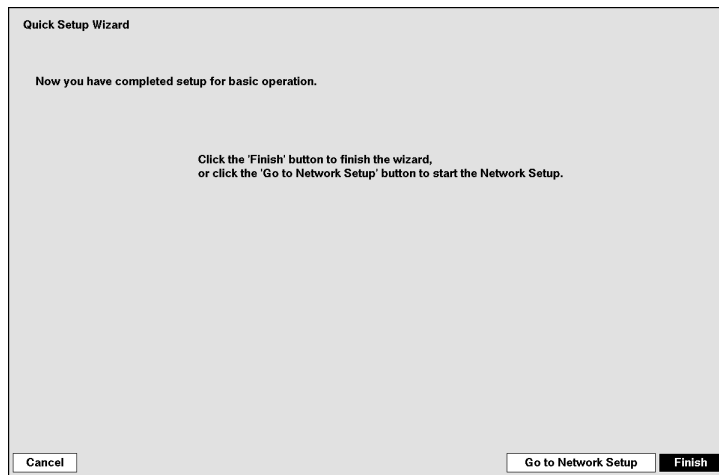 Quick Setup Wizard
Now you have completed setup for basic operation.
Click the 'Finish' button to finish the wizard,
or click the 'Go to Network Setup' button to start the Network Setup.
Cancel
Go to Network Setup
Finish